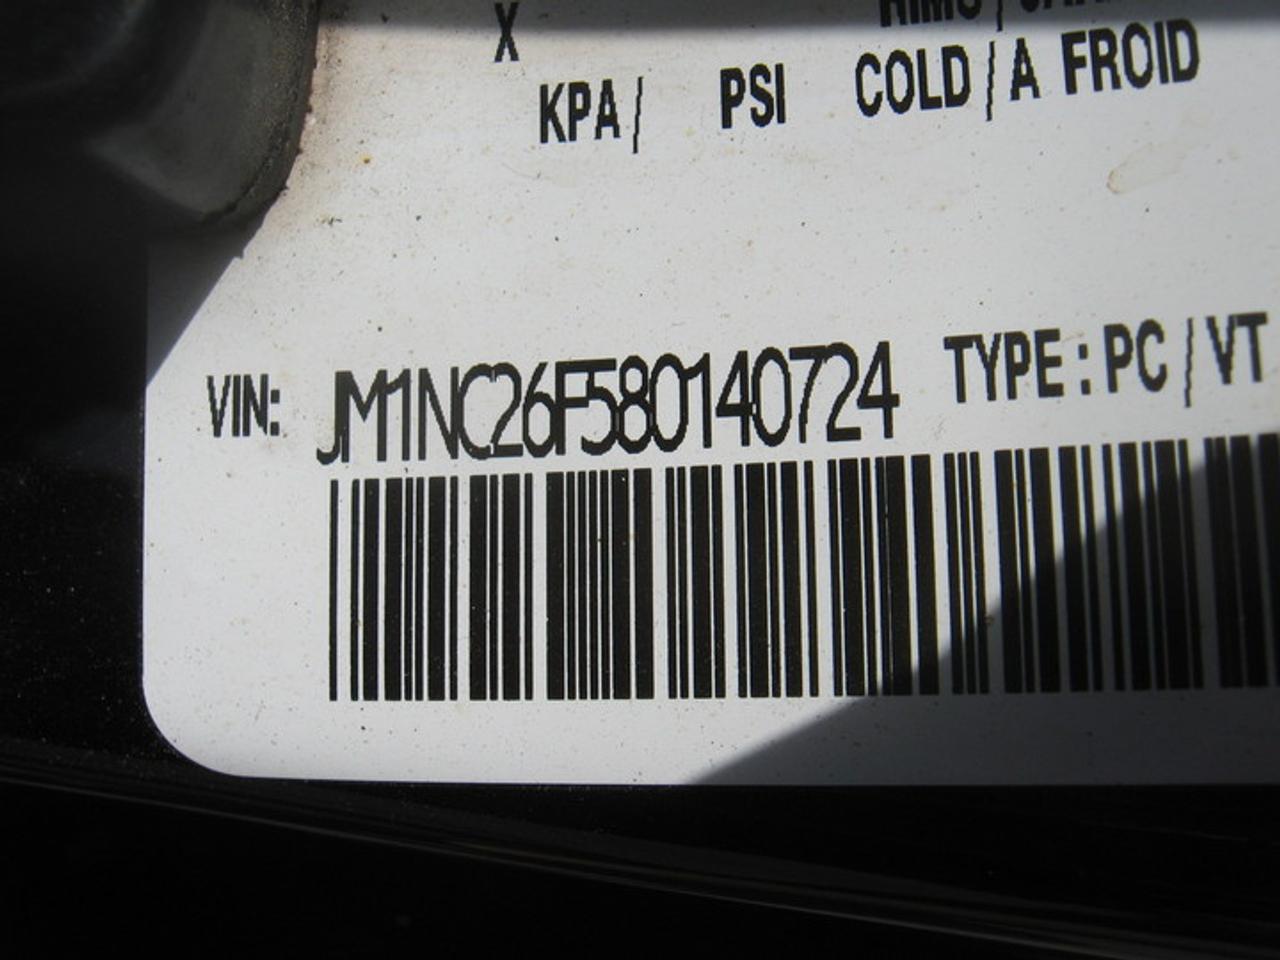 X
KPA/ PSI COLD/A FROID
VIN: JM1NC26F580140724 TYPE: PC/VT